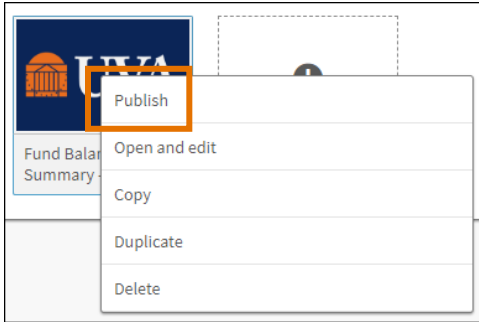 UVA
Publish
Fund Balan
Summary -
Open and edit
Copy
Duplicate
Delete